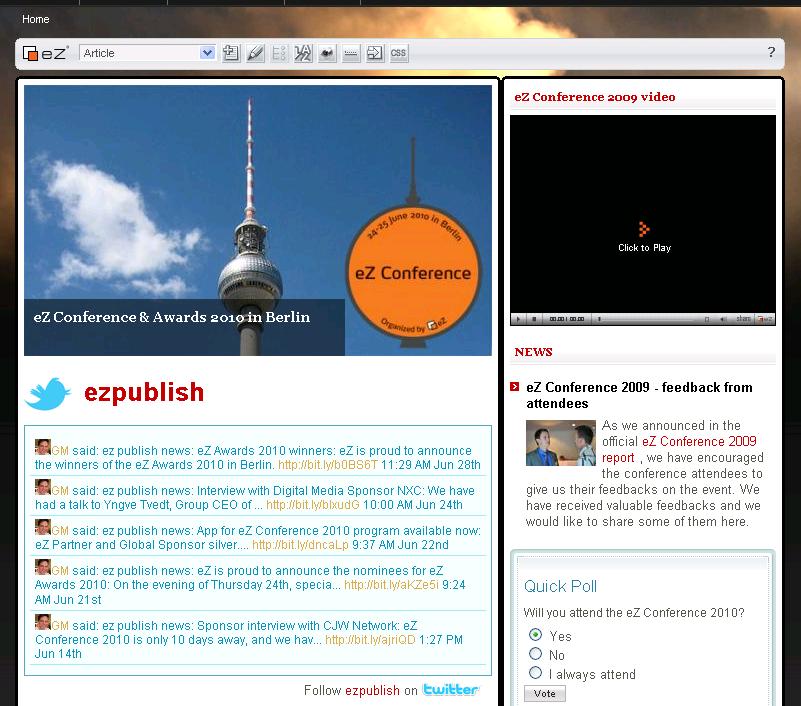 Home
eZ
Article
CSS
?
24-25 June 2010 in Berlin
eZ Conference
Organized by eZ
eZ Conference & Awards 2010 in Berlin
ezpublish
GM said: ez publish news: eZ Awards 2010 winners: eZ is proud to announce
the winners of the eZ Awards 2010 in Berlin. http://bit.ly/b0BS6T 11:29 AM Jun 28th
GM said: ez publish news: Interview with Digital Media Sponsor NXC: We have
had a talk to Yngve Tvedt, Group CEO of ... http://bit.ly/blxudG 10:00 AM Jun 24th
GM said: ez publish news: App for eZ Conference 2010 program available now:
eZ Partner and Global Sponsor silver.... http://bit.ly/dncaLp 9:37 AM Jun 22nd
GM said: ez publish news: eZ is proud to announce the nominees for eZ
Awards 2010: On the evening of Thursday 24th, specia... http://bit.ly/aKZe5i 9:24
AM Jun 21st
GM said: ez publish news: Sponsor interview with CJW Network: eZ
Conference 2010 is only 10 days away, and we hav... http://bit.ly/ajriQD 1:27 PM
Jun 14th
Follow ezpublish on twitter
eZ Conference 2009 video
Click to Play
00:00 | 00:00
share
eZ
NEWS
eZ Conference 2009 - feedback from
attendees
As we announced in the
official eZ Conference 2009
report , we have encouraged
the conference attendees to
give us their feedbacks on the event. We
have received valuable feedbacks and we
would like to share some of them here.
Quick Poll
Will you attend the eZ Conference 2010?
Yes
No
I always attend
Vote